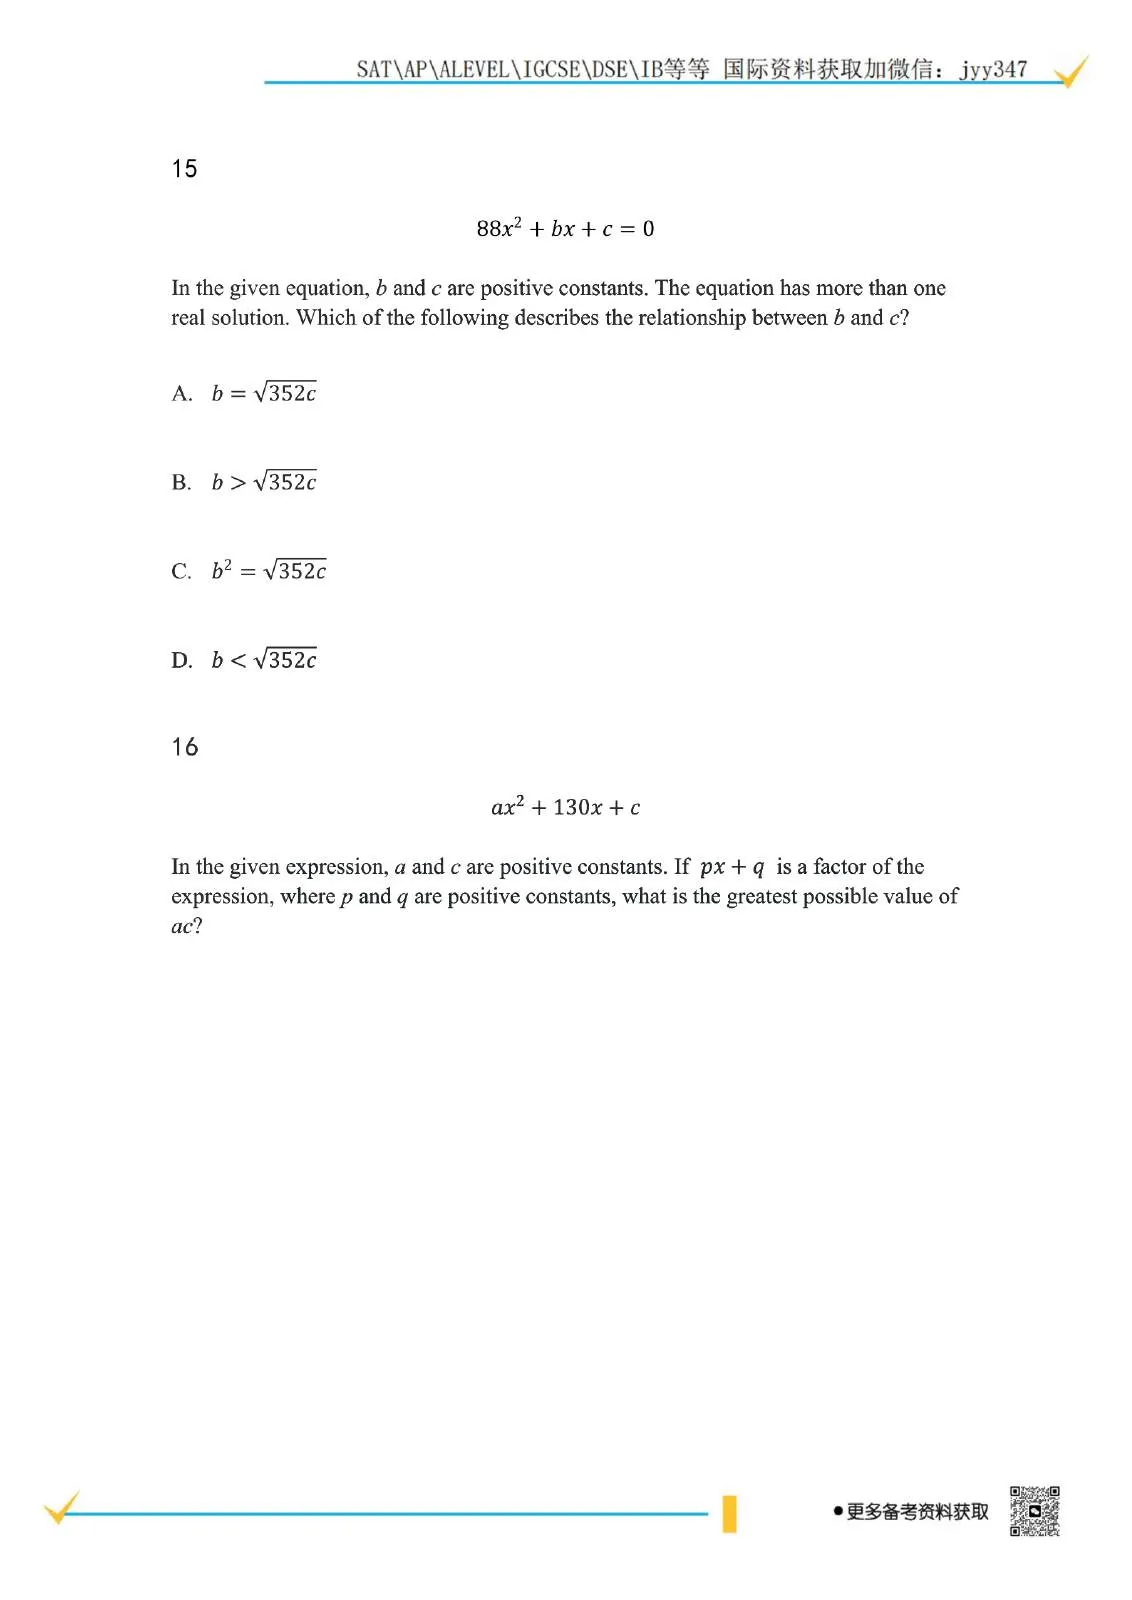 SAT\AP\ALEVEL\IGCSE\DSE\IB等等 国际资料获取加微信：jyy347
15
88x² + bx + c = 0
In the given equation, b and c are positive constants. The equation has more than one
real solution. Which of the following describes the relationship between b and c?
A. b = √352c
B. b > √352c
C. b² = √352c
D. b < √352c
16
ax² + 130x + c
In the given expression, a and c are positive constants. If px + q is a factor of the
expression, where p and q are positive constants, what is the greatest possible value of
ac?
●更多备考资料获取